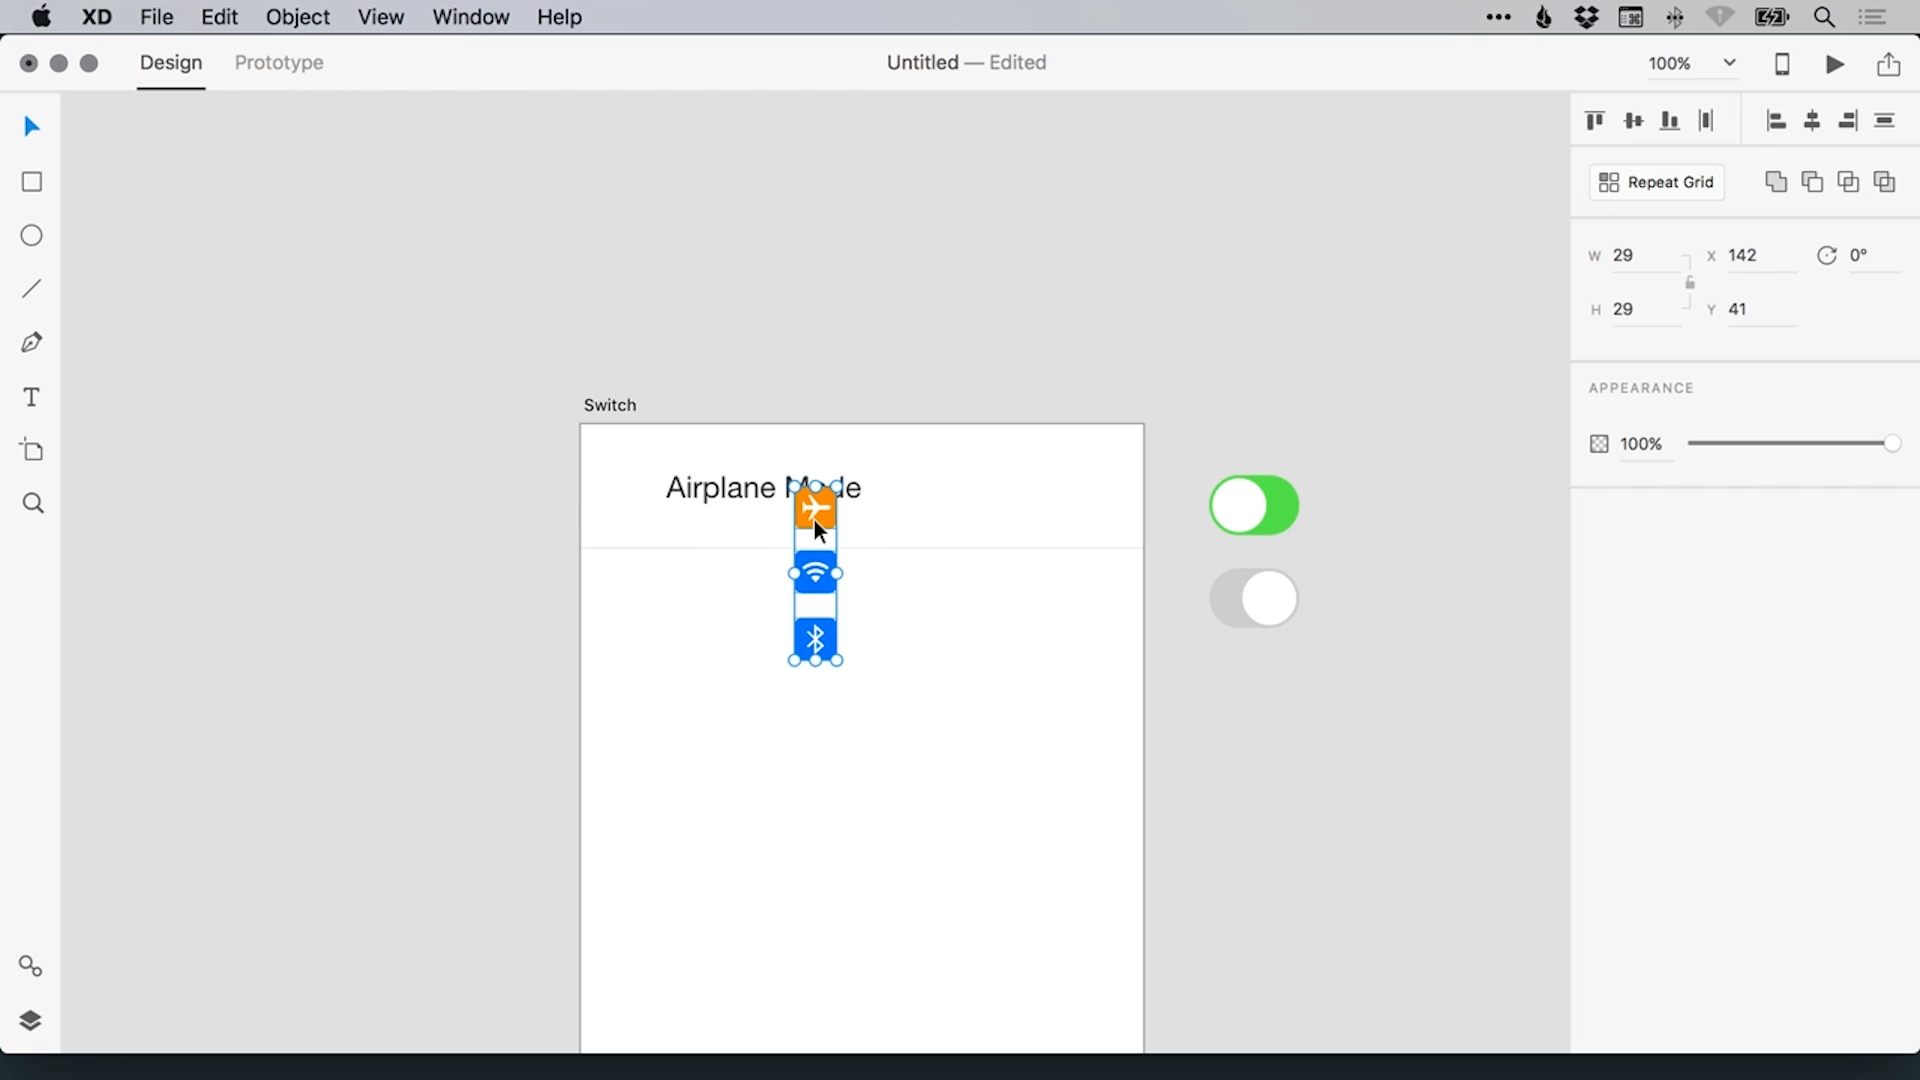 XD File Edit Object View Window Help
Design Prototype Untitled — Edited 100%
Repeat Grid
W 29 X 142 0°
H 29 Y 41
APPEARANCE
100%
T
Switch
Airplane M de